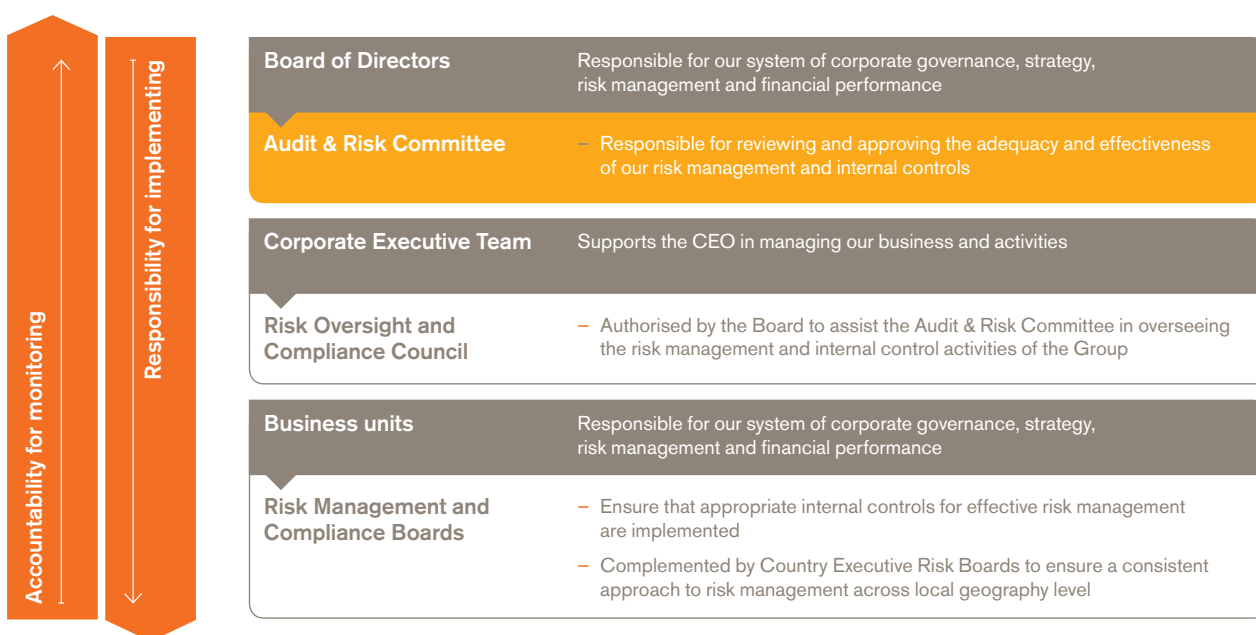 Accountability for monitoring
Responsibility for implementing
Board of Directors
Responsible for our system of corporate governance, strategy,
risk management and financial performance
Audit & Risk Committee
– Responsible for reviewing and approving the adequacy and effectiveness
of our risk management and internal controls
Corporate Executive Team
Supports the CEO in managing our business and activities
Risk Oversight and
Compliance Council
– Authorised by the Board to assist the Audit & Risk Committee in overseeing
the risk management and internal control activities of the Group
Business units
Responsible for our system of corporate governance, strategy,
risk management and financial performance
Risk Management and
Compliance Boards
– Ensure that appropriate internal controls for effective risk management
are implemented
– Complemented by Country Executive Risk Boards to ensure a consistent
approach to risk management across local geography level